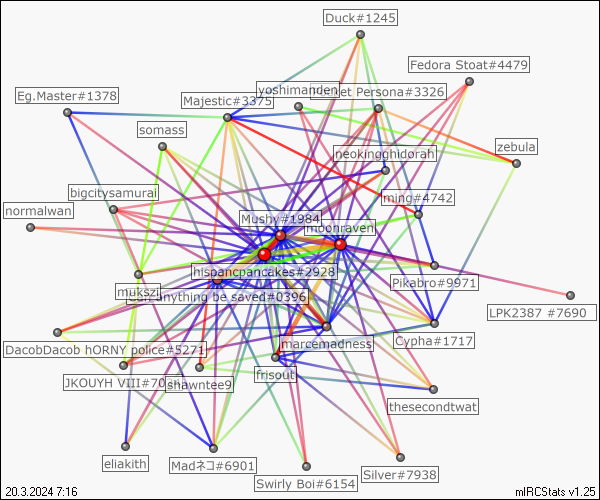 Duck#1245
Fedora Stoat#4479
yoshimanden
Persona#3326
Eg.Master#1378
Majestic#3375
somass
zebula
neokingghidorah
bigcitysamurai
ming#4742
normalwan
Mushy#1984
moonraven
hispancpancakes#2928
Pikabro#9971
mukszi
anything be saved#0396
LPK2387 #7690
DacobDacob hORNY police#5271
marcemadness
Cypha#1717
JKOUYH VIII#70
shawntee9
frisout
thesecondtwat
eliakith
Madネコ#6901
Swirly Boi#6154
Silver#7938
20.3.2024 7:16
mIRCStats v1.25